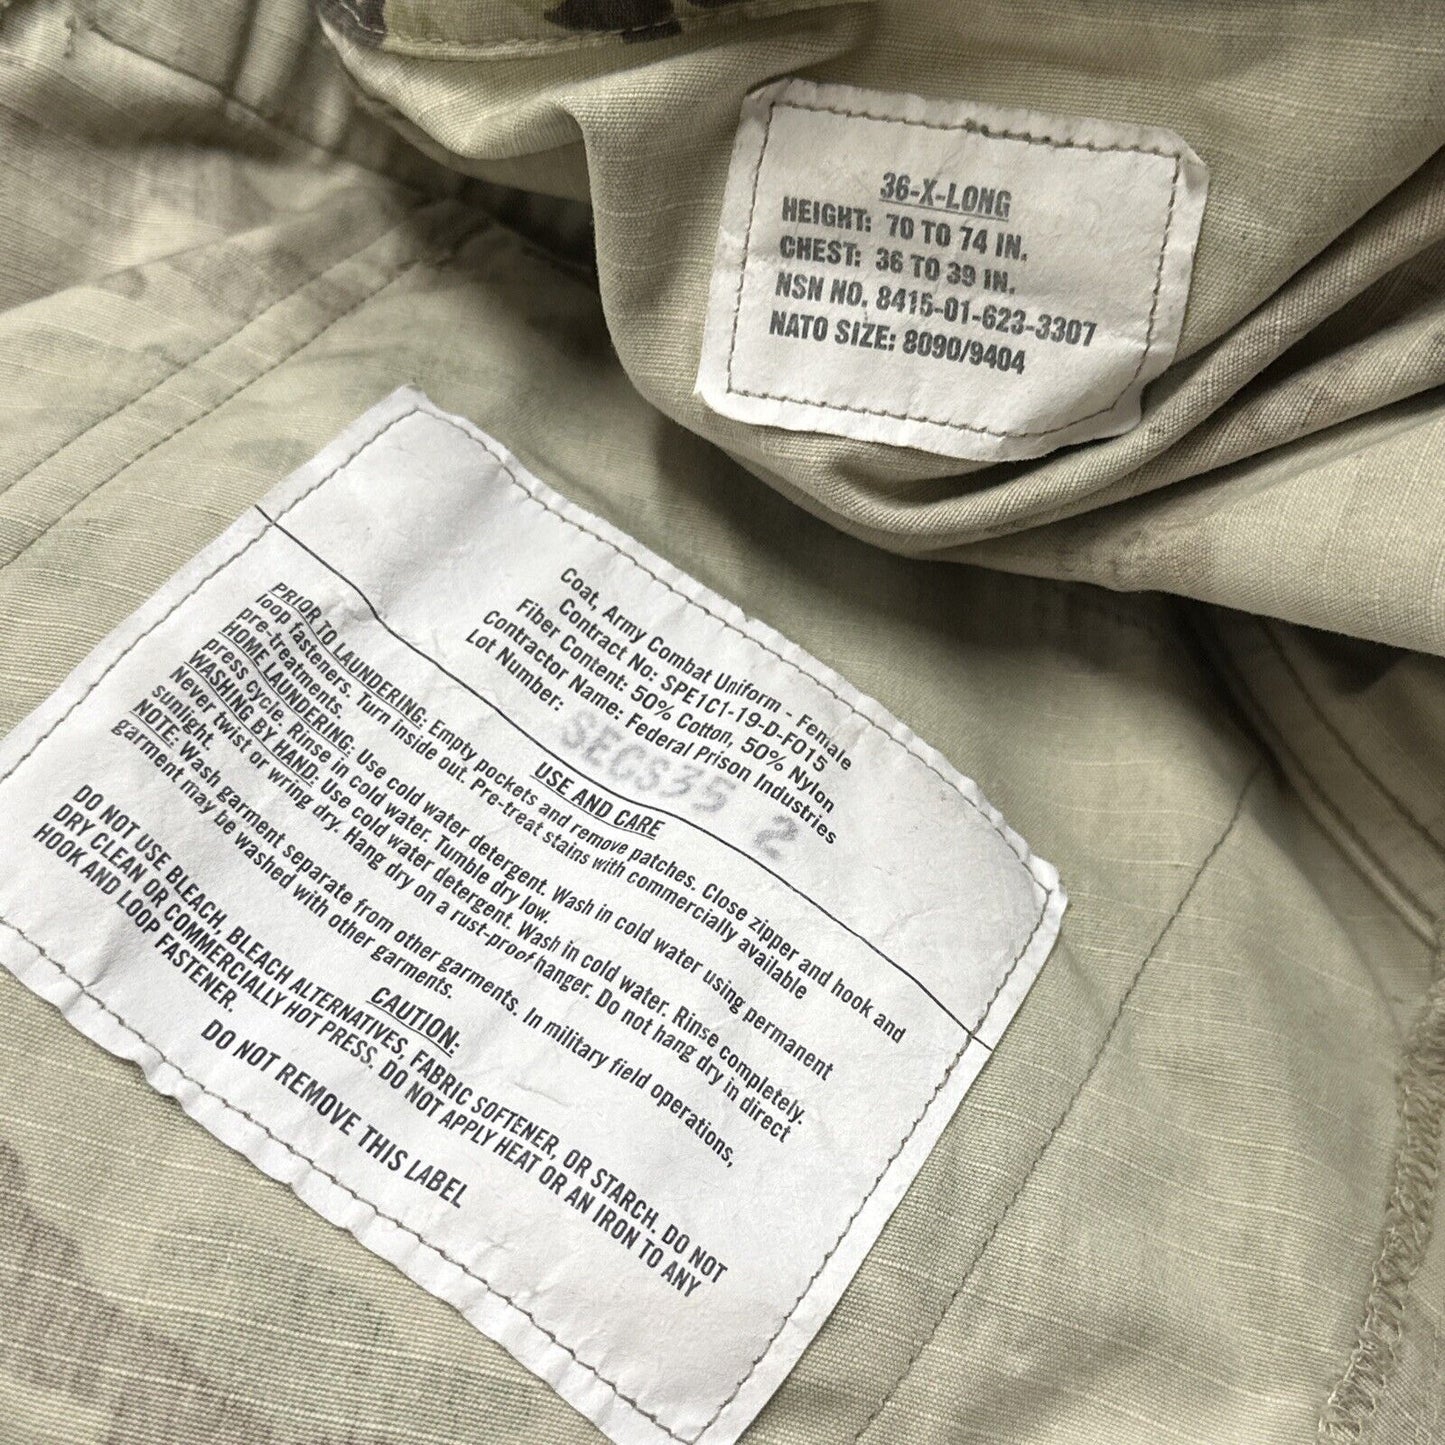 36-X-LONG
HEIGHT: 70 TO 74 IN.
CHEST: 36 TO 39 IN.
NSN NO. 8415-01-623-3307
NATO SIZE: 8090/9404
Coat, Army Combat Uniform - Female
Contract No: SPE1C1-19-D-F015
Fiber Content: 50% Cotton, 50% Nylon
Contractor Name: Federal Prison Industries
Lot Number: SECS35 2
USE AND CARE
PRIOR TO LAUNDERING: Empty pockets and remove patches. Close zipper and hook and
loop fasteners. Turn inside out. Pre-treat stains with commercially available
pre-treatments.
HOME LAUNDERING: Use cold water detergent. Wash in cold water using permanent
press cycle. Rinse in cold water. Tumble dry low.
WASHING BY HAND: Use cold water detergent. Wash in cold water. Rinse completely.
Never twist or wring dry. Hang dry on a rust-proof hanger. Do not hang dry in direct
sunlight.
NOTE: Wash garment separate from other garments. In military field operations,
garment may be washed with other garments.
CAUTION:
DO NOT USE BLEACH, BLEACH ALTERNATIVES, FABRIC SOFTENER, OR STARCH. DO NOT
DRY CLEAN OR COMMERCIALLY HOT PRESS. DO NOT APPLY HEAT OR AN IRON TO ANY
HOOK AND LOOP FASTENER.
DO NOT REMOVE THIS LABEL